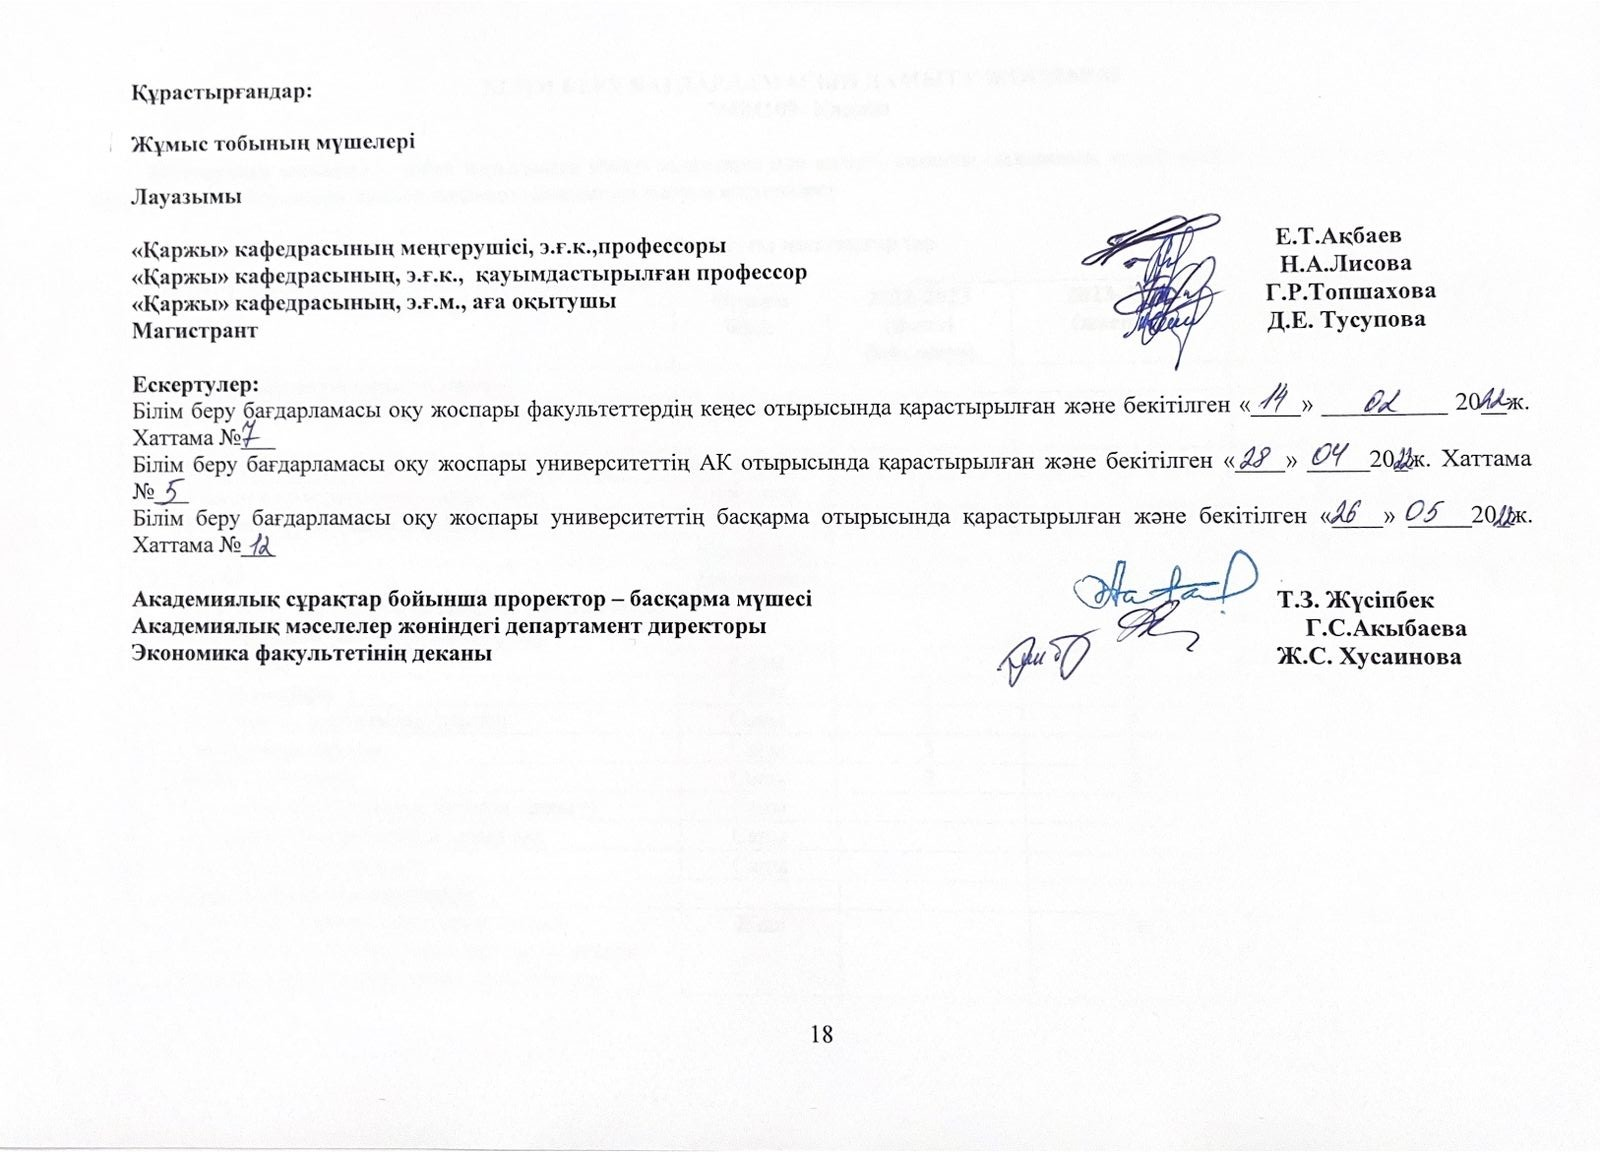 Құрастырғандар:
Жұмыс тобының мүшелері
Лауазымы
«Қаржы» кафедрасының меңгерушісі, э.ғ.к.,профессоры Е.Т.Ақбаев
«Қаржы» кафедрасының, э.ғ.к., қауымдастырылған профессор Н.А.Лисова
«Қаржы» кафедрасының, э.ғ.м., аға оқытушы Г.Р.Топшахова
Магистрант Д.Е. Тусупова
Ескертулер:
Білім беру бағдарламасы оқу жоспары факультеттердің кеңес отырысында қарастырылған және бекітілген «14» 02 2022ж.
Хаттама №7
Білім беру бағдарламасы оқу жоспары университеттің АК отырысында қарастырылған және бекітілген «28» 04 2022ж. Хаттама
№ 5
Білім беру бағдарламасы оқу жоспары университеттің басқарма отырысында қарастырылған және бекітілген «26» 05 2022ж.
Хаттама № 12
Академиялық сұрақтар бойынша проректор – басқарма мүшесі Т.З. Жүсіпбек
Академиялық мәселелер жөніндегі департамент директоры Г.С.Акыбаева
Экономика факультетінің деканы Ж.С. Хусаинова
18